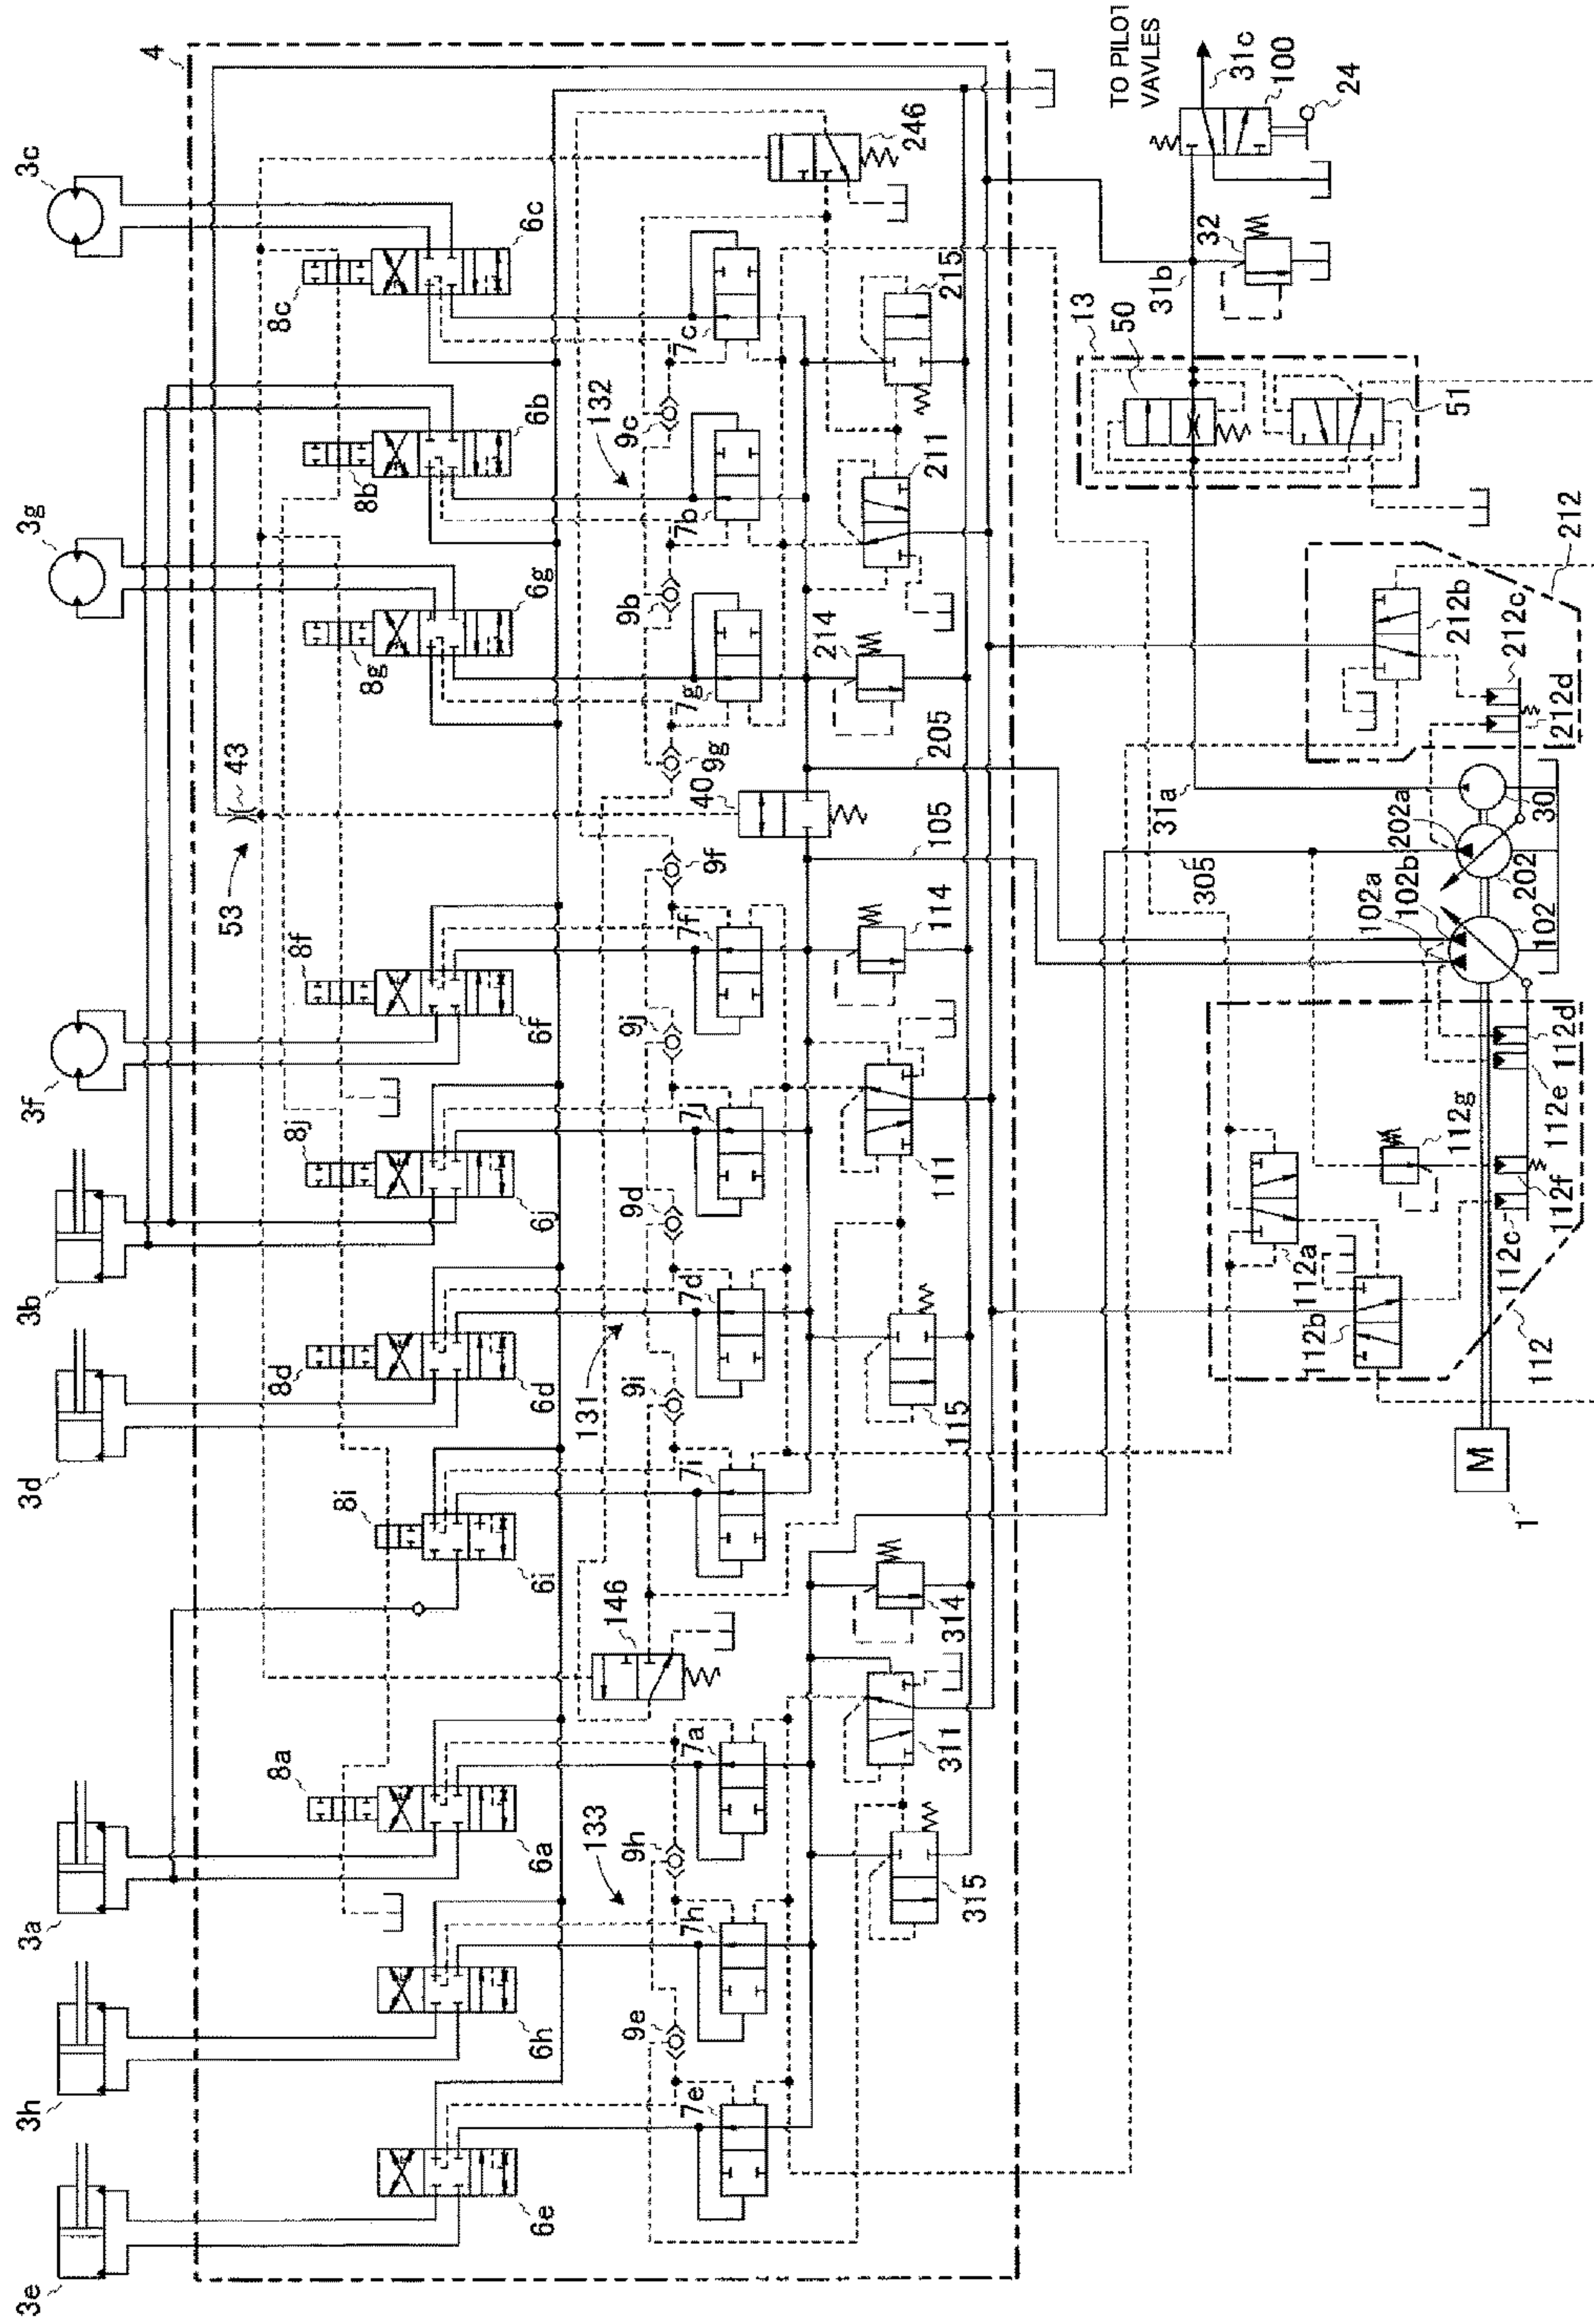 3c
3g
3f
3b
3d
3a
3h
3e
4
53
43
8c
6c
8b
6b
8g
6g
8f
6f
8j
6j
8d
6d
8i
6i
8a
6a
6h
6e
246
7c
9c
132
7b
9b
7g
9g
40
9f
7f
9j
7j
9d
7d
131
9i
7i
146
7a
9h
133
7h
9e
7e
215
211
214
205
105
114
111
115
314
311
315
TO PILOT
VAVLES
31c
100
24
32
31b
13
50
51
212
212b
212c
212d
31a
305
30
202a
202
102b
102a
102
112d
112e
112g
112f
112c
112a
112b
112
M
1